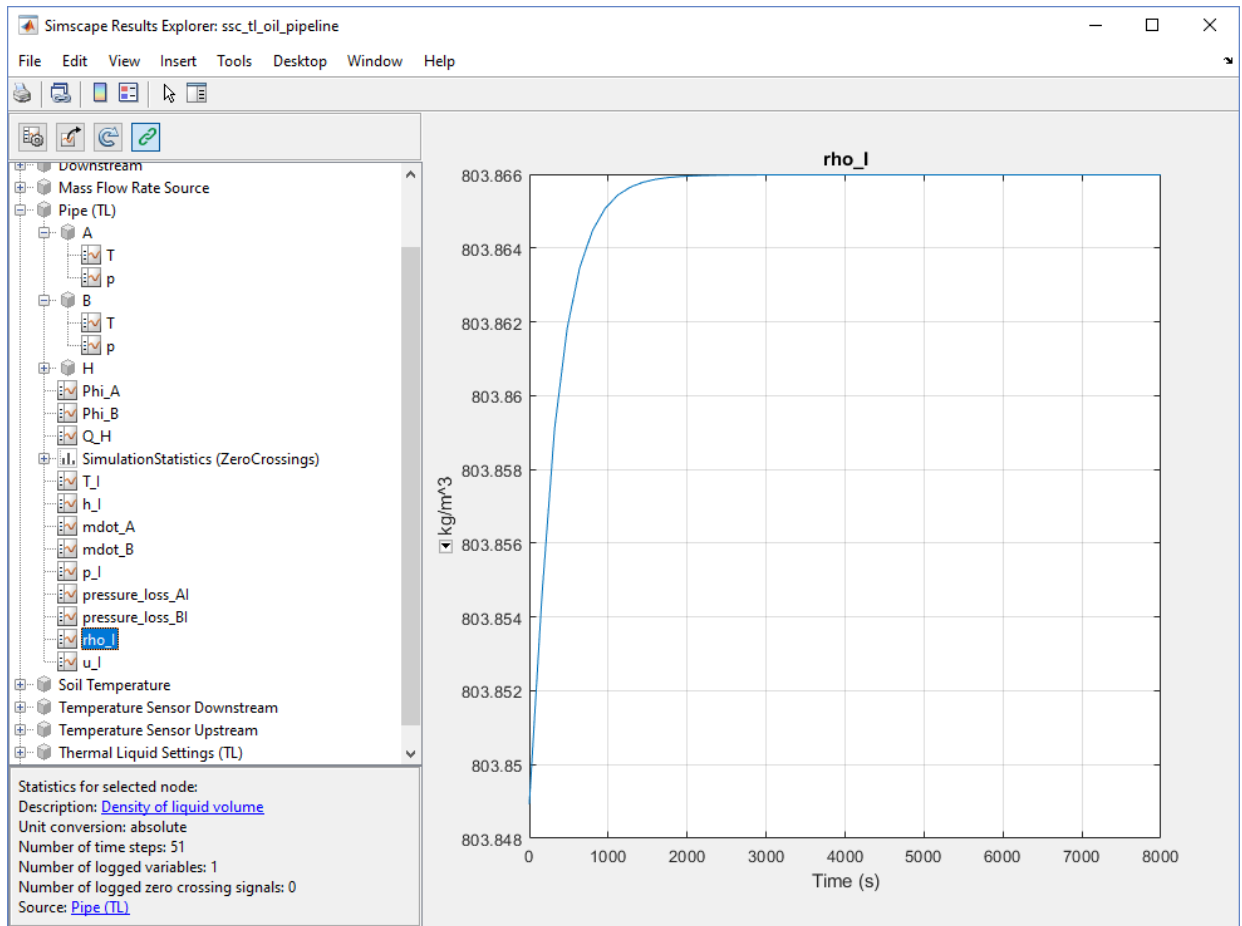 Simscape Results Explorer: ssc_tl_oil_pipeline
File Edit View Insert Tools Desktop Window Help
Downstream
Mass Flow Rate Source
Pipe (TL)
A
T
p
B
T
p
H
Phi_A
Phi_B
Q_H
SimulationStatistics (ZeroCrossings)
T_I
h_I
mdot_A
mdot_B
p_I
pressure_loss_AI
pressure_loss_BI
rho_I
u_I
Soil Temperature
Temperature Sensor Downstream
Temperature Sensor Upstream
Thermal Liquid Settings (TL)
Statistics for selected node:
Description: Density of liquid volume
Unit conversion: absolute
Number of time steps: 51
Number of logged variables: 1
Number of logged zero crossing signals: 0
Source: Pipe (TL)
rho_I
803.866
803.864
803.862
803.86
803.858
803.856
803.854
803.852
803.85
803.848
kg/m^3
0 1000 2000 3000 4000 5000 6000 7000 8000
Time (s)